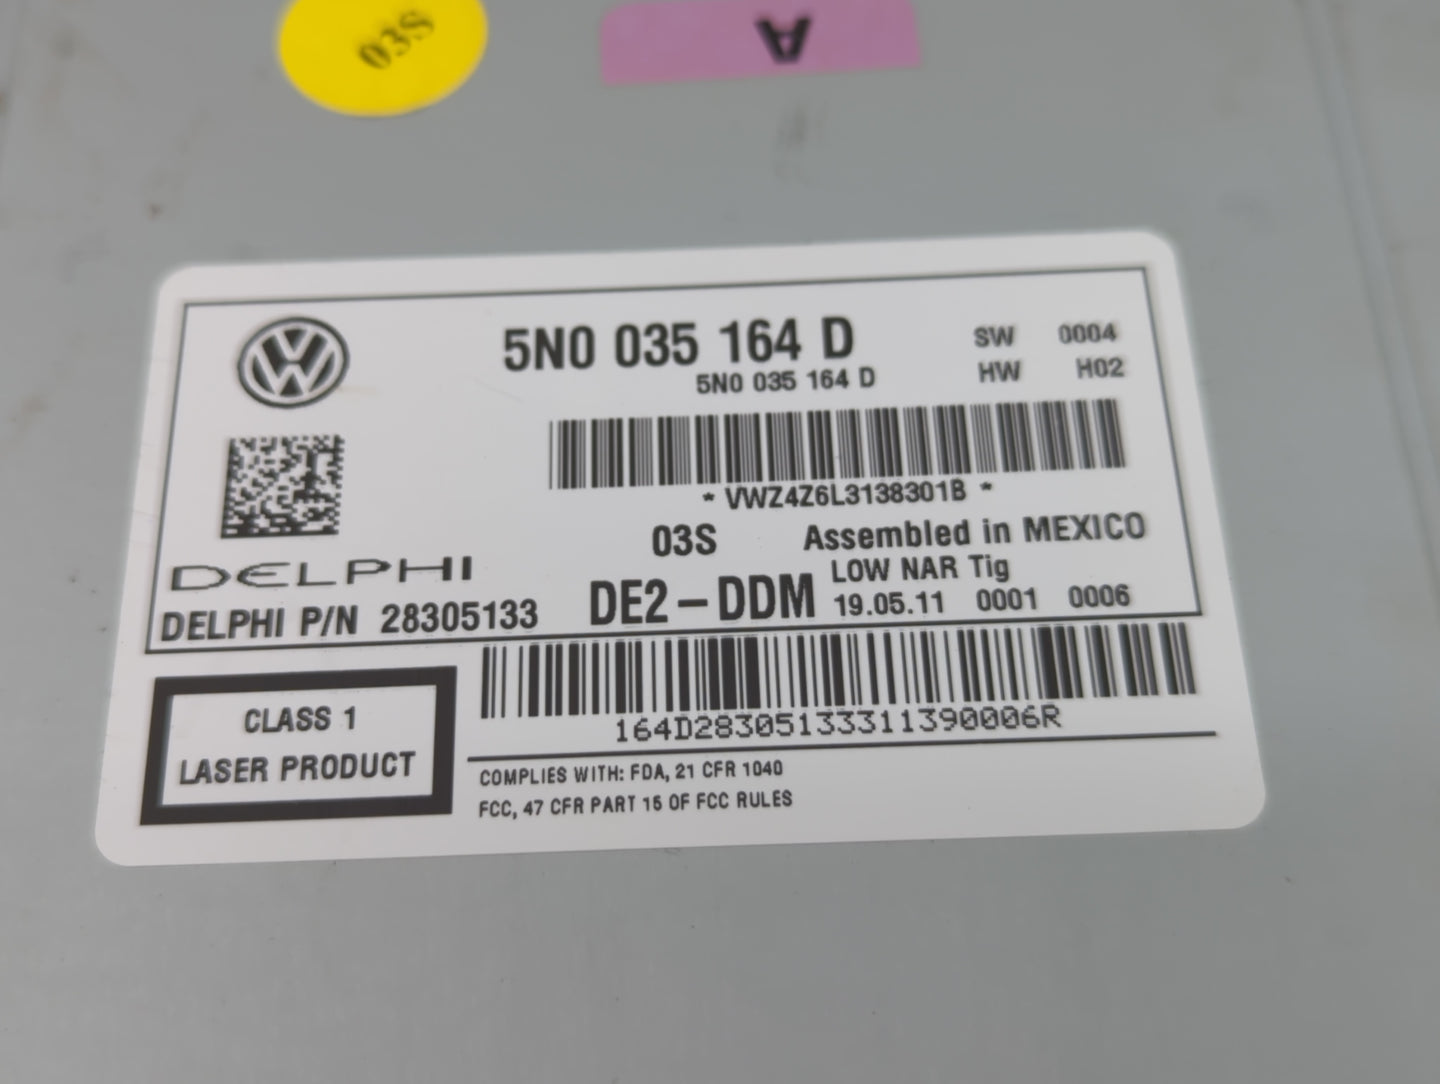 03S
A
5N0 035 164 D
5N0 035 164 D
SW 0004
HW H02
* VWZ4Z6L3138301B *
03S
Assembled in MEXICO
DELPHI
LOW NAR Tig
DELPHI P/N 28305133
DE2-DDM
19.05.11 0001 0006
164D28305133311390006R
CLASS 1
LASER PRODUCT
COMPLIES WITH: FDA, 21 CFR 1040
FCC, 47 CFR PART 15 OF FCC RULES